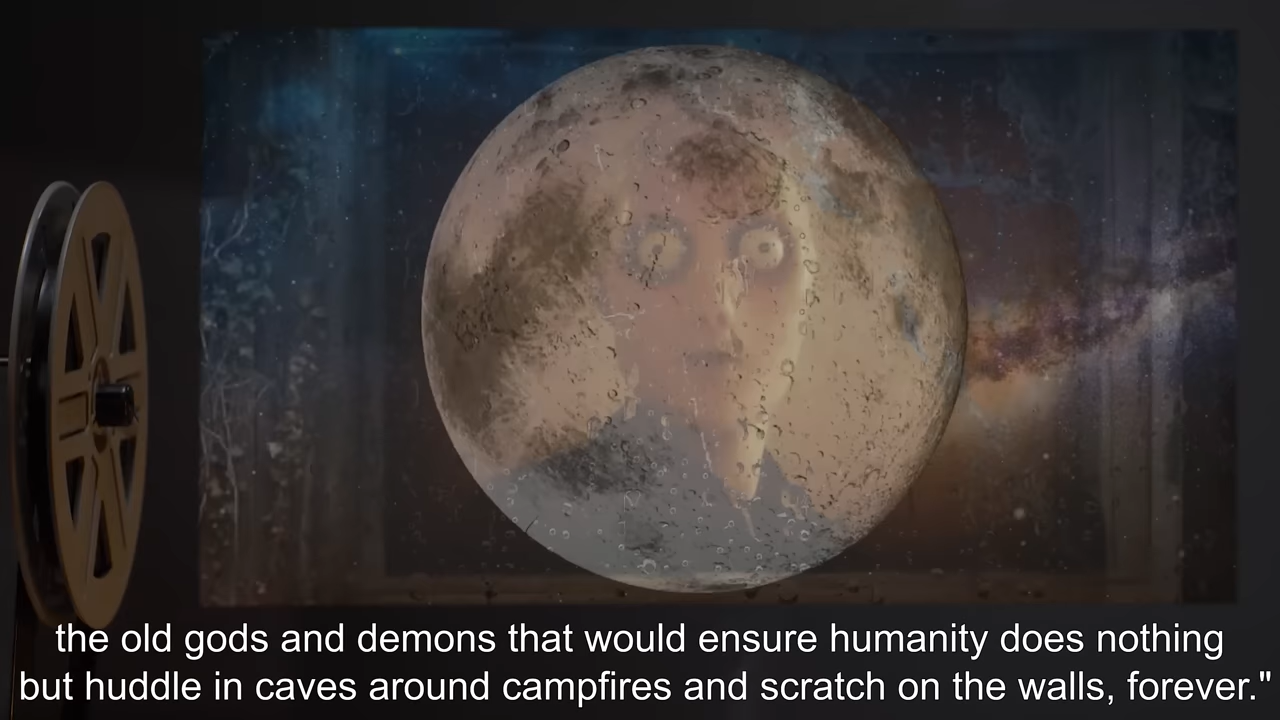 the old gods and demons that would ensure humanity does nothing
but huddle in caves around campfires and scratch on the walls, forever."